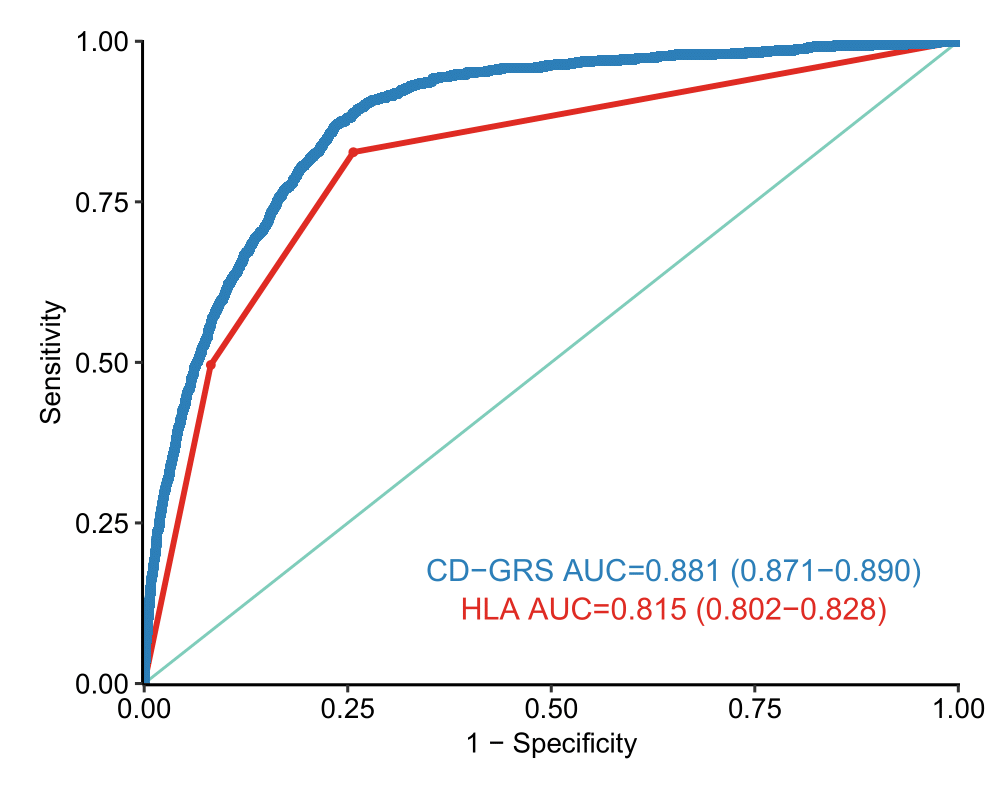 1.00
0.75
0.50
0.25
0.00
Sensitivity
CD−GRS AUC=0.881 (0.871−0.890)
HLA AUC=0.815 (0.802−0.828)
0.00 0.25 0.50 0.75 1.00
1 − Specificity